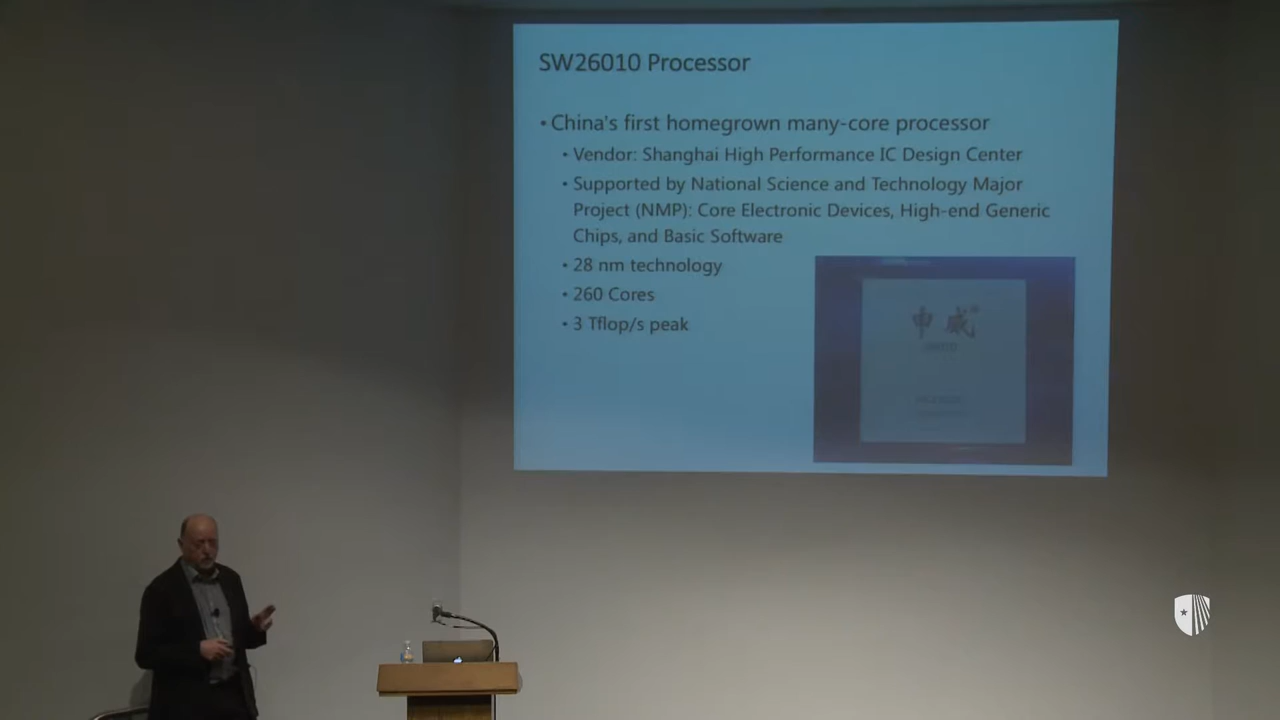 SW26010 Processor
• China's first homegrown many-core processor
• Vendor: Shanghai High Performance IC Design Center
• Supported by National Science and Technology Major
Project (NMP): Core Electronic Devices, High-end Generic
Chips, and Basic Software
• 28 nm technology
• 260 Cores
• 3 Tflop/s peak
申威